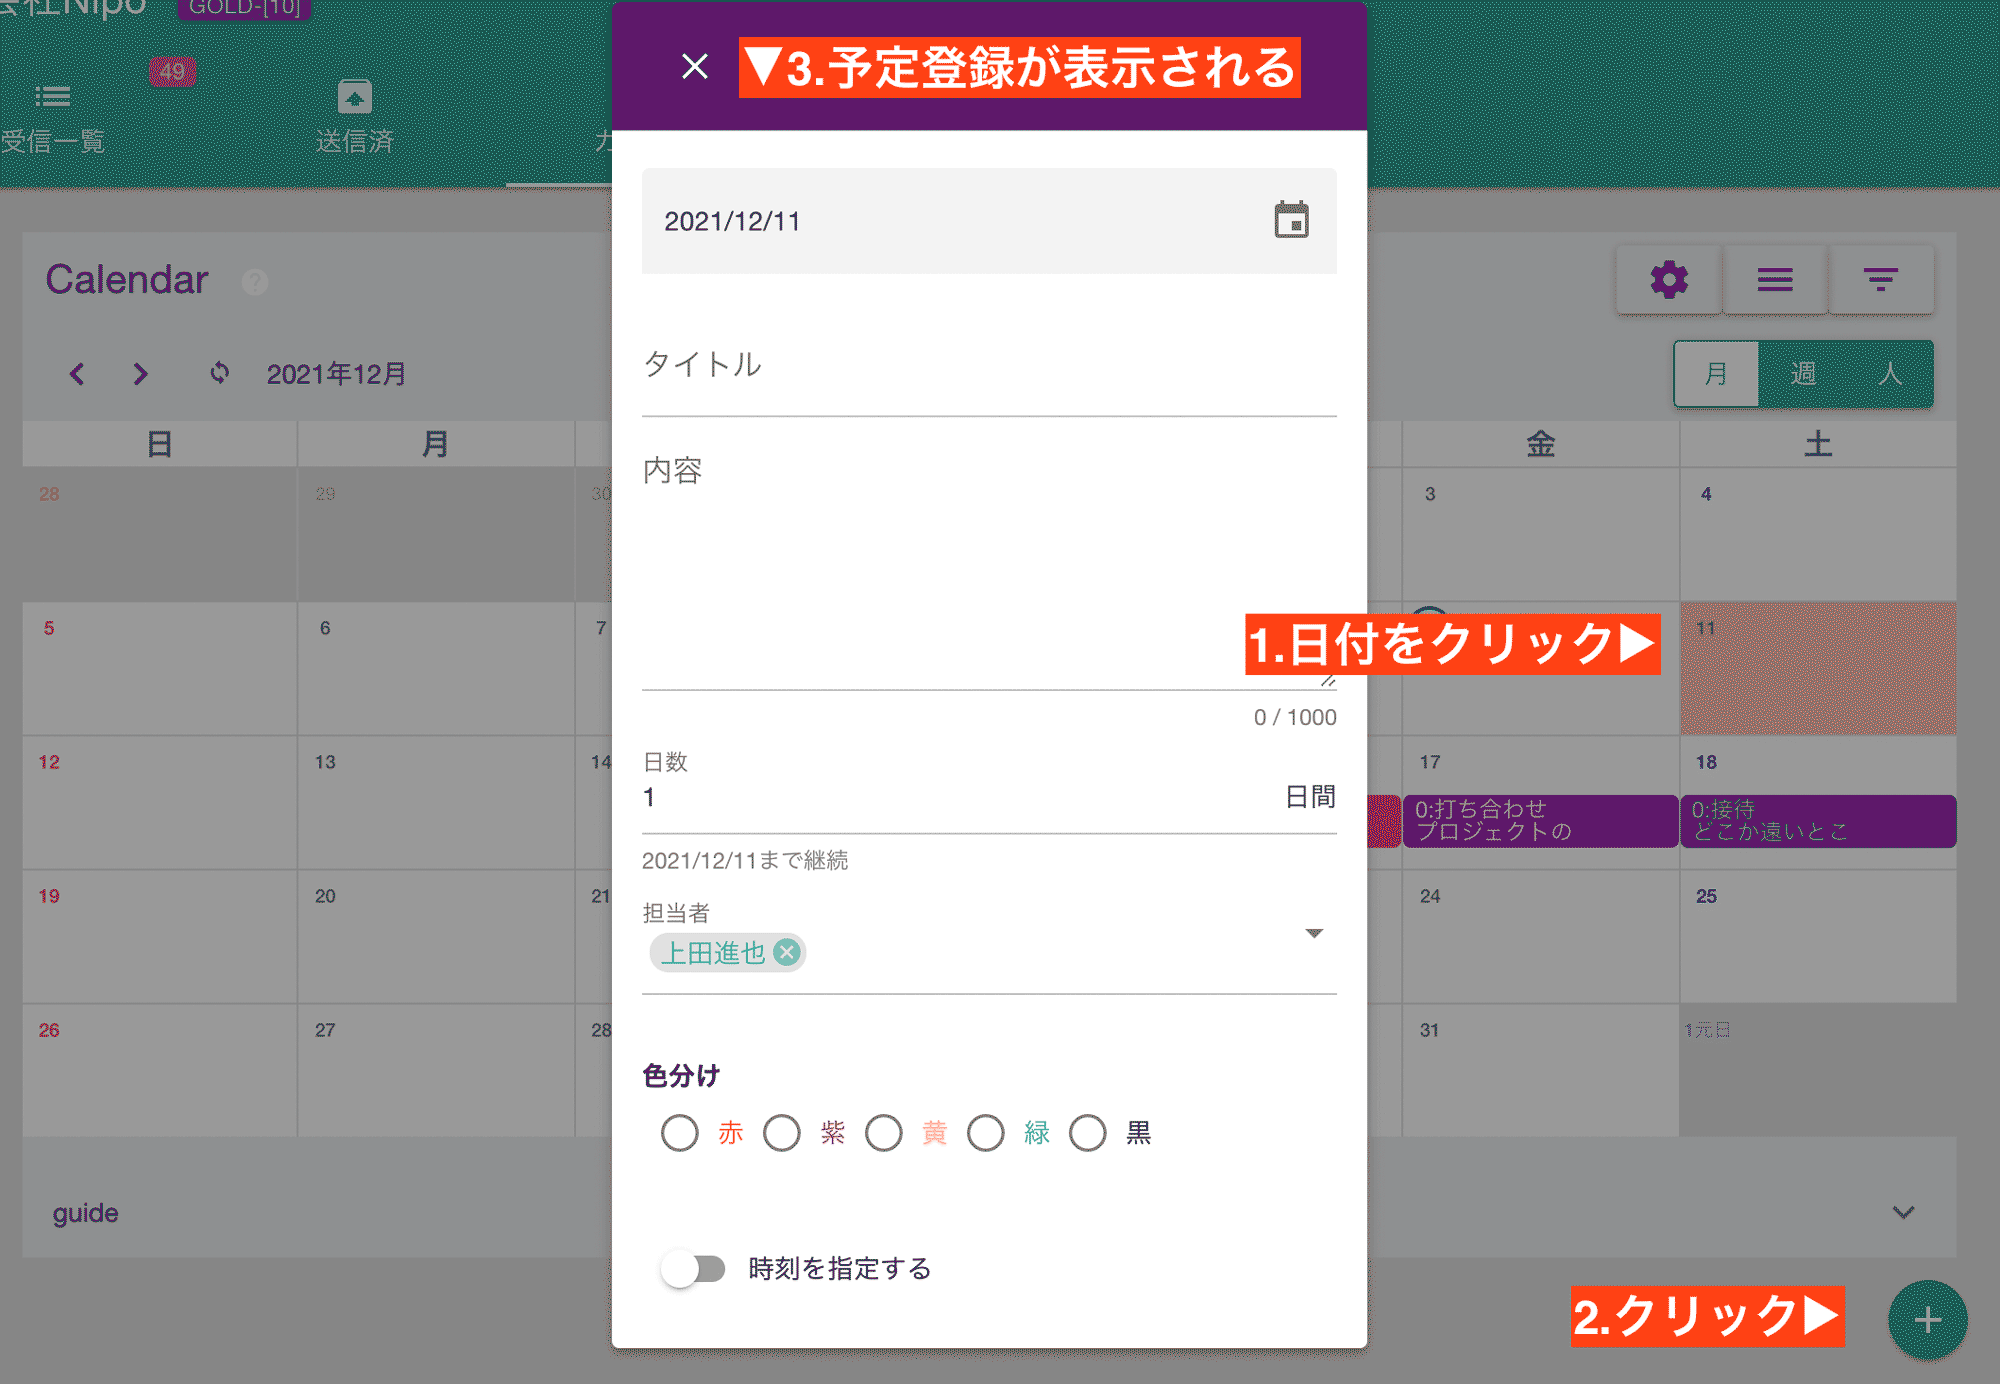 会社Nipo GOLD-[10]
49
受信一覧
送信済
▼3.予定登録が表示される
2021/12/11
Calendar ?
2021年12月
月 週 人
日 月 金 土
28 29 30 3 4
5 6 7 11
12 13 14 17 18
19 20 21 24 25
26 27 28 31 1元日
0:打ち合わせ
プロジェクトの
0:接待
どこか遠いとこ
タイトル
内容
1.日付をクリック▶
0 / 1000
日数
1 日間
2021/12/11まで継続
担当者
上田進也
色分け
赤 紫 黄 緑 黒
guide
時刻を指定する
2.クリック▶